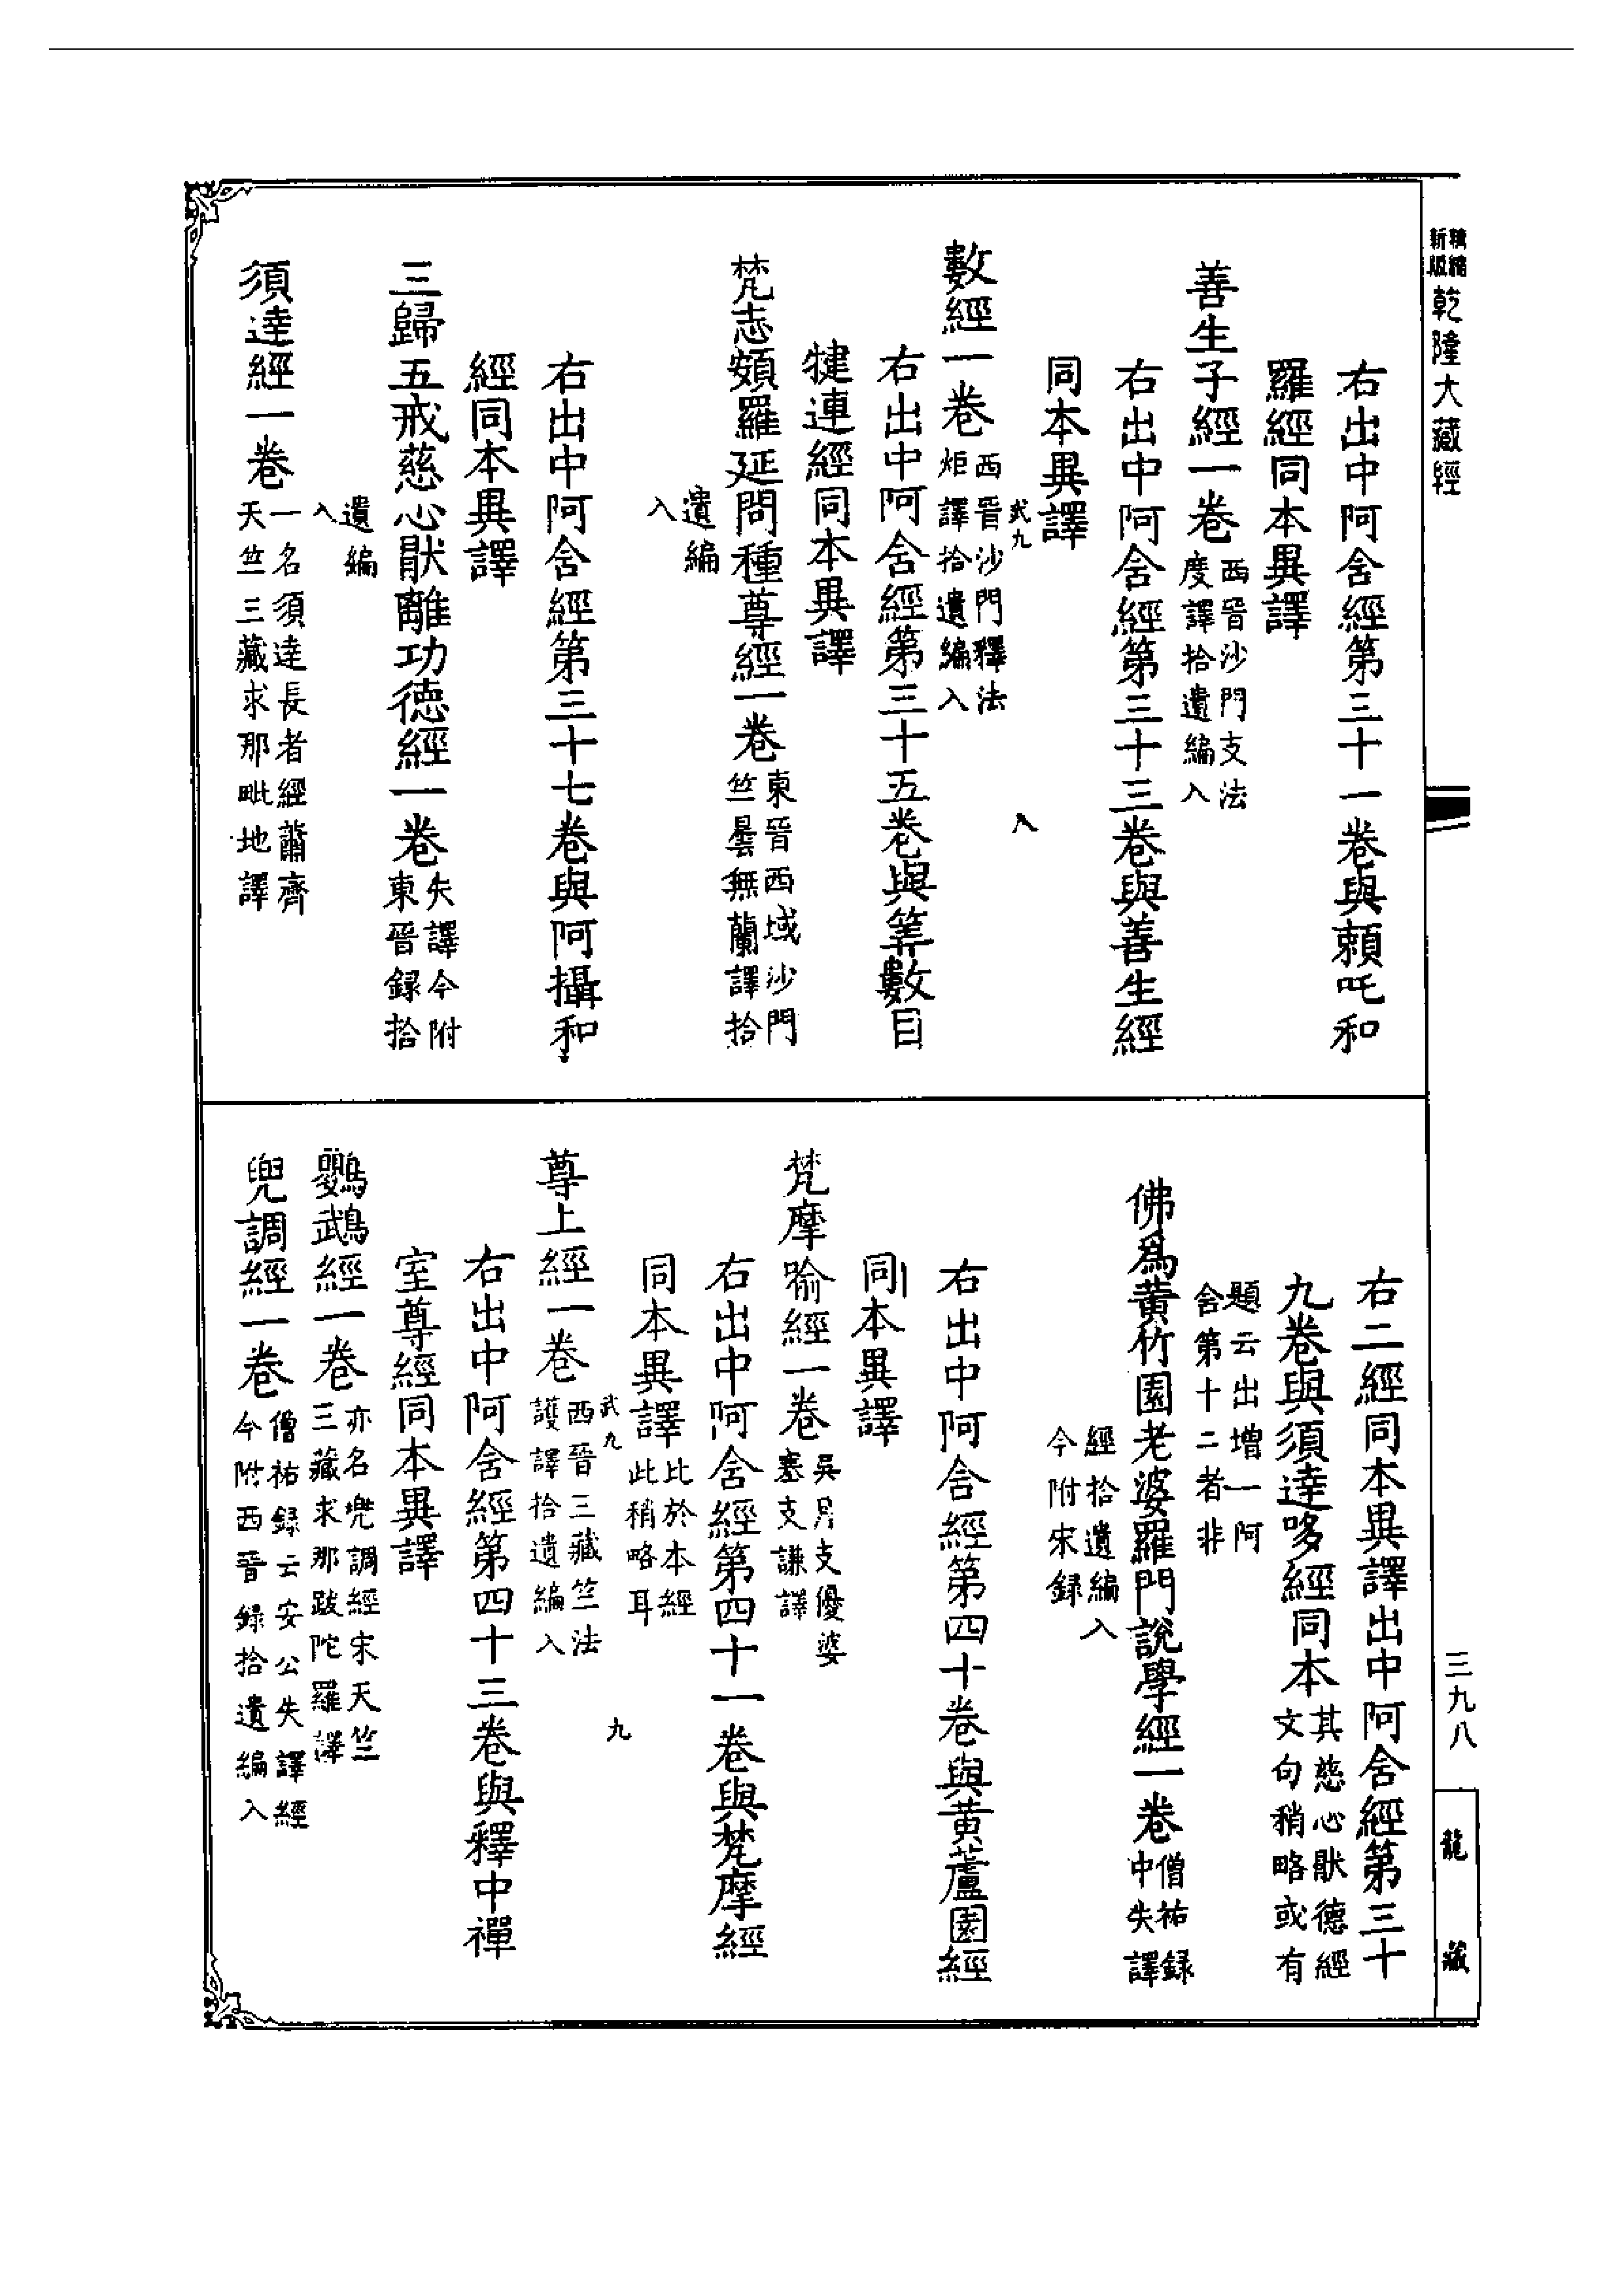 精縮新版乾隆大藏經
右出中阿含經第三十一卷與頼吒和
羅經同本異譯
善生子經一卷西晉沙門支法度譯拾遺編入
右出中阿含經第三十三卷與善生經
同本異譯
武九 八
數經一卷西晉沙門釋法炬譯拾遺編入
右出中阿含經第三十五卷與筭數目
犍連經同本異譯
梵志頞羅延問種尊經一卷東晉西域沙門竺曇無蘭譯拾
遺編入
右出中阿含經第三十七卷與阿攝和
經同本異譯
三歸五戒慈心猒離功德經一卷失譯今附東晉録拾
遺編入
須達經一卷一名須達長者經蕭齊天竺三藏求那毗地譯
三九八
龍藏
右二經同本異譯出中阿含經第三十
九卷與須達哆經同本其慈心猒德經文句稍略或有
題云出增一阿含第十二者非
佛爲黄竹園老婆羅門說學經一卷僧祐録中失譯
經拾遺編入今附宋録
右出中阿含經第四十卷與黄蘆園經
同本異譯
梵摩喻經一卷吳月支優婆塞支謙譯
右出中阿含經第四十一卷與梵摩經
同本異譯比於本經此稍略耳
武九 九
尊上經一卷西晉三藏竺法護譯拾遺編入
右出中阿含經第四十三卷與釋中禪
室尊經同本異譯
鸚鵡經一卷亦名兜調經宋天竺三藏求那跋陀羅譯
兜調經一卷僧祐録云安公失譯經今附西晉録拾遺編入